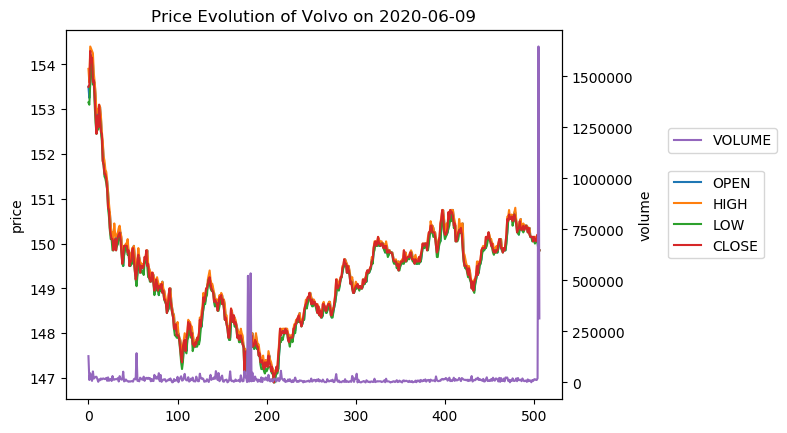 Price Evolution of Volvo on 2020-06-09
price
154
153
152
151
150
149
148
147
0
100
200
300
400
500
1500000
1250000
1000000
750000
500000
250000
0
volume
VOLUME
OPEN
HIGH
LOW
CLOSE